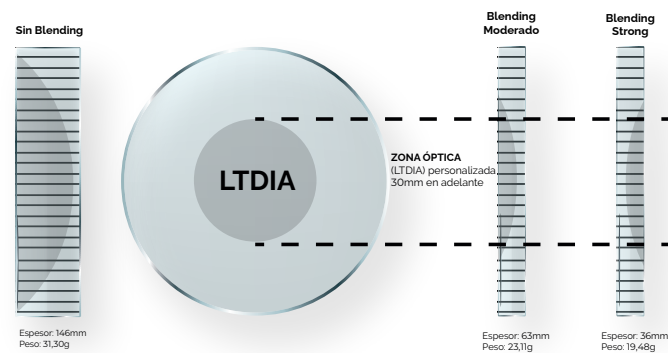 Sin Blending
Blending
Moderado
Blending
Strong
LTDIA
ZONA ÓPTICA
(LTDIA) personalizada
30mm en adelante
Espesor: 146mm
Peso: 31,30g
Espesor: 63mm
Peso: 23,11g
Espesor: 36mm
Peso: 19,48g